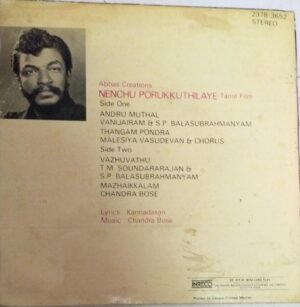 2378-3652
STEREO
Abbas Creations
NENCHU PORUKKUTHILAYE Tamil Film
Side One
ANDRU MUTHAL
VANIJAIRAM & S.P. BALASUBRAHMANYAM
THANGAM PONDRA
MALESIYA VASUDEVAN & CHORUS
Side Two
VAZHUVATHU
T.M. SOUNDARARAJAN &
S.P. BALASUBRAHMANYAM
MAZHAIKKALAM
CHANDRA BOSE
Lyrics : Kannadasan
Music : Chandra Bose
INRECO